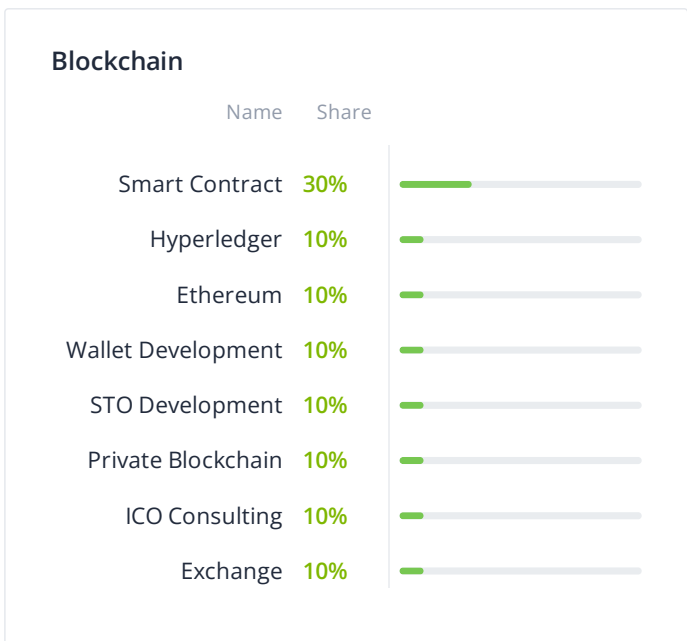 Blockchain
Name Share
Smart Contract 30%
Hyperledger 10%
Ethereum 10%
Wallet Development 10%
STO Development 10%
Private Blockchain 10%
ICO Consulting 10%
Exchange 10%